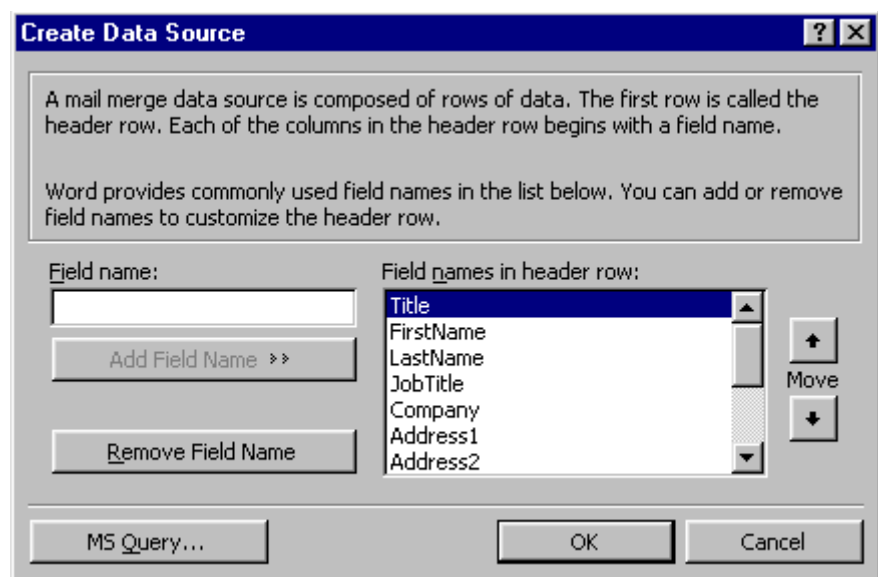 Create Data Source
A mail merge data source is composed of rows of data. The first row is called the
header row. Each of the columns in the header row begins with a field name.
Word provides commonly used field names in the list below. You can add or remove
field names to customize the header row.
Field name:
Add Field Name >>
Remove Field Name
Field names in header row:
Title
FirstName
LastName
JobTitle
Company
Address1
Address2
Move
MS Query...
OK
Cancel